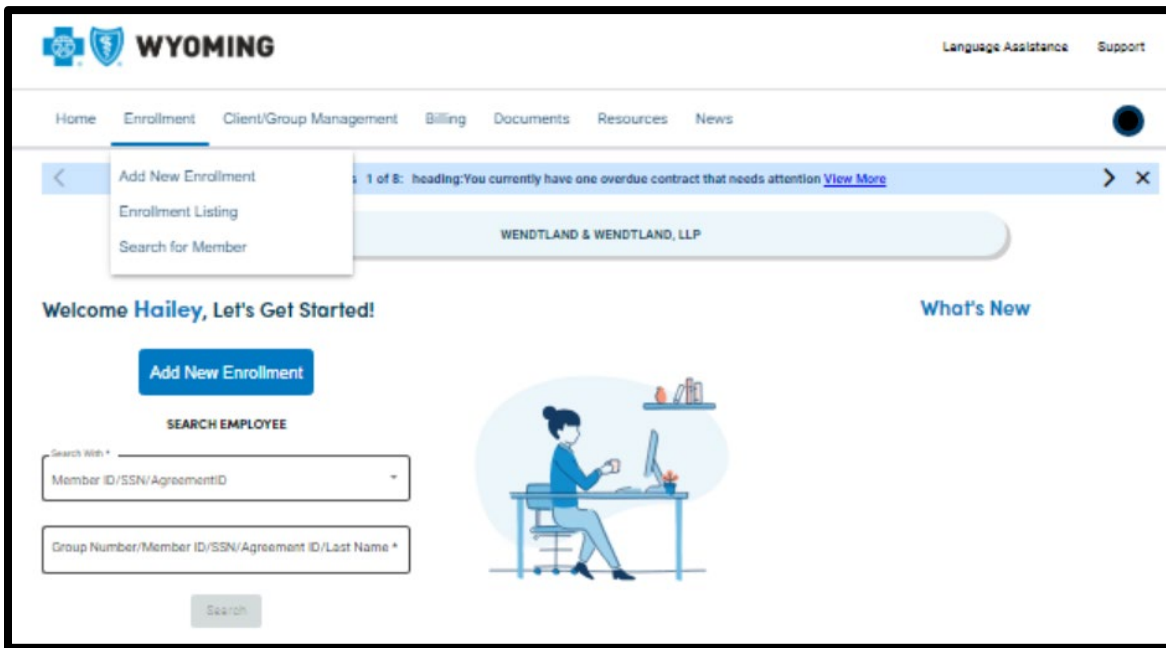 WYOMING
Language Assistance Support
Home Enrollment Client/Group Management Billing Documents Resources News
Add New Enrollment
Enrollment Listing
Search for Member
s 1 of 8: heading:You currently have one overdue contract that needs attention View More
WENDTLAND & WENDTLAND, LLP
Welcome Hailey, Let's Get Started!
What's New
Add New Enrollment
SEARCH EMPLOYEE
Search With *
Member ID/SSN/AgreementID
Group Number/Member ID/SSN/Agreement ID/Last Name *
Search